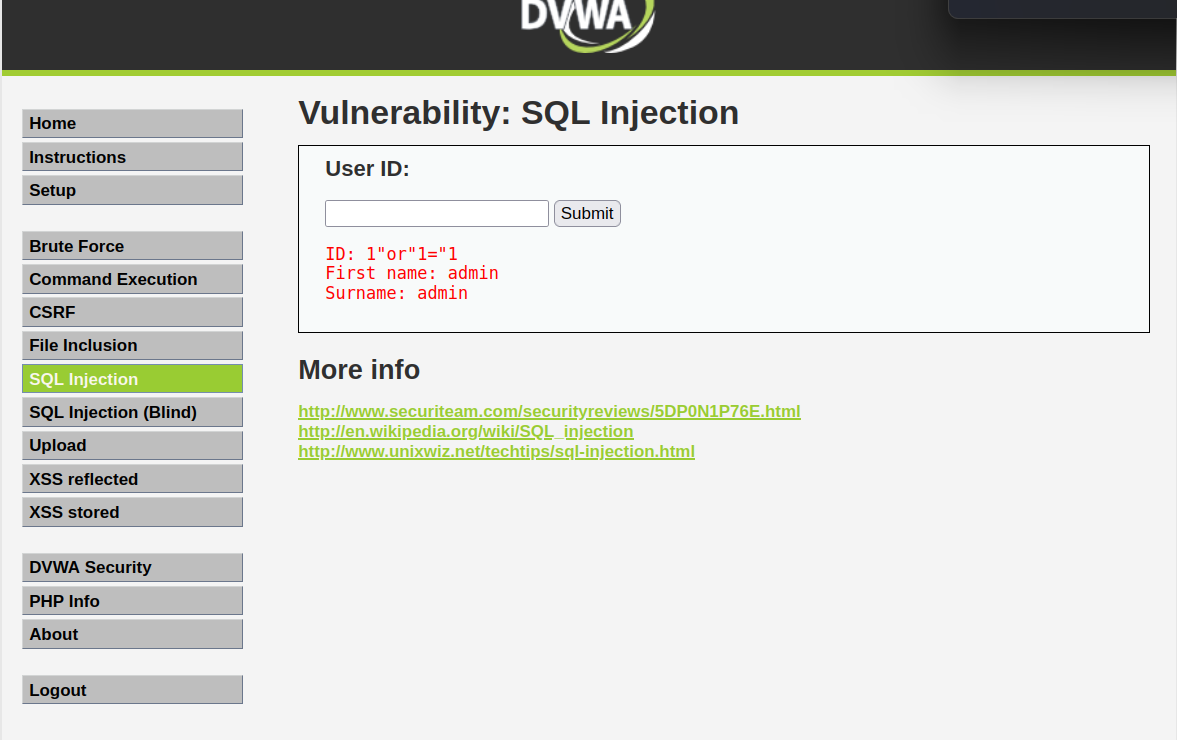 DVWA
Home
Instructions
Setup
Brute Force
Command Execution
CSRF
File Inclusion
SQL Injection
SQL Injection (Blind)
Upload
XSS reflected
XSS stored
DVWA Security
PHP Info
About
Logout
Vulnerability: SQL Injection
User ID:
Submit
ID: 1"or"1="1
First name: admin
Surname: admin
More info
http://www.securiteam.com/securityreviews/5DP0N1P76E.html
http://en.wikipedia.org/wiki/SQL_injection
http://www.unixwiz.net/techtips/sql-injection.html